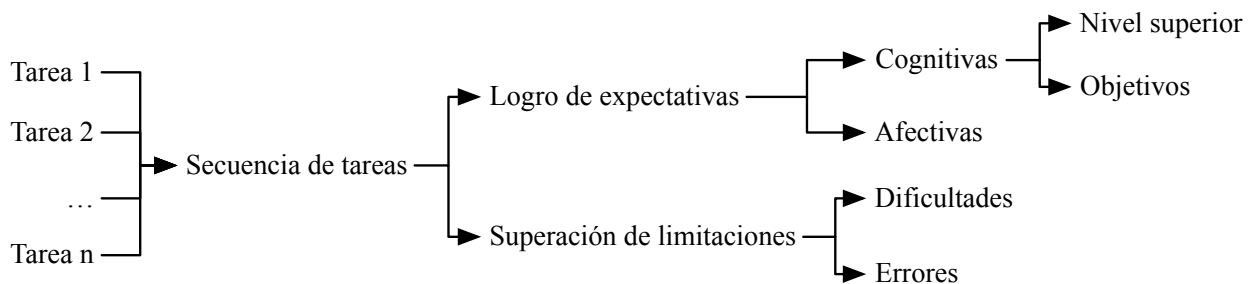 Tarea 1
Tarea 2
…
Tarea n
Secuencia de tareas
Logro de expectativas
Superación de limitaciones
Cognitivas
Afectivas
Dificultades
Errores
Nivel superior
Objetivos